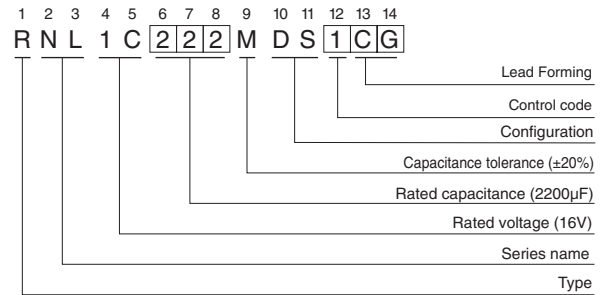 1 2 3 4 5 6 7 8 9 10 11 12 13 14
R N L 1 C 2 2 2 M D S 1 C G
Lead Forming
Control code
Configuration
Capacitance tolerance (±20%)
Rated capacitance (2200µF)
Rated voltage (16V)
Series name
Type